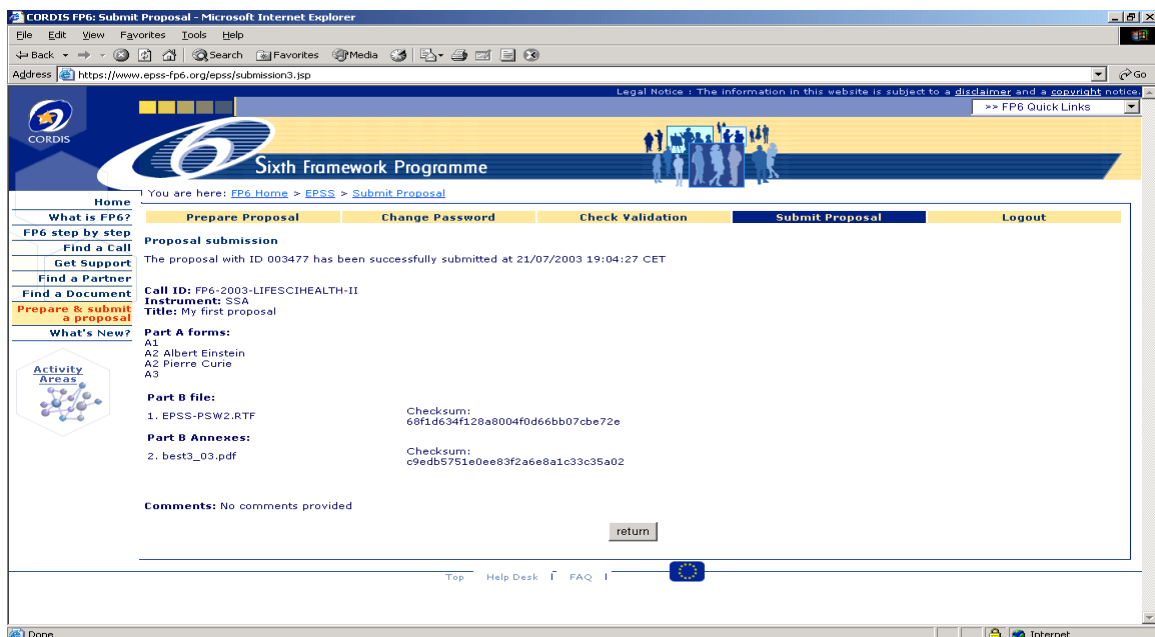 CORDIS FP6: Submit Proposal - Microsoft Internet Explorer
File Edit View Favorites Tools Help
Back Search Favorites Media
Address https://www.epss-fp6.org/epss/submission3.jsp Go
Legal Notice : The information in this website is subject to a disclaimer and a copyright notice.
>> FP6 Quick Links
CORDIS
6
Sixth Framework Programme
You are here: FP6 Home > EPSS > Submit Proposal
Home
What is FP6?
FP6 step by step
Find a Call
Get Support
Find a Partner
Find a Document
Prepare & submit
a proposal
What's New?
Activity
Areas
Prepare Proposal Change Password Check Validation Submit Proposal Logout
Proposal submission
The proposal with ID 003477 has been successfully submitted at 21/07/2003 19:04:27 CET
Call ID: FP6-2003-LIFESCIHEALTH-II
Instrument: SSA
Title: My first proposal
Part A forms:
A1
A2 Albert Einstein
A2 Pierre Curie
A3
Part B file:
1. EPSS-PSW2.RTF
Checksum:
68f1d634f128a8004f0d66bb07cbe72e
Part B Annexes:
2. best3_03.pdf
Checksum:
c9edb5751e0ee83f2a6e8a1c33c35a02
Comments: No comments provided
return
Top Help Desk | FAQ |
Done Internet